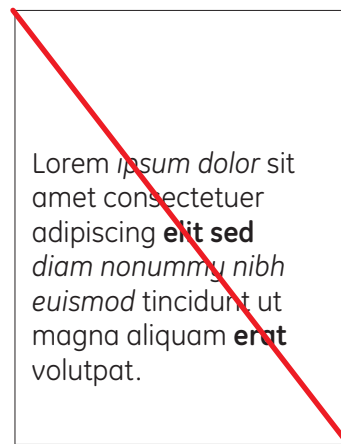 Lorem ipsum dolor sit
amet consectetuer
adipiscing elit sed
diam nonummy nibh
euismod tincidunt ut
magna aliquam erat
volutpat.